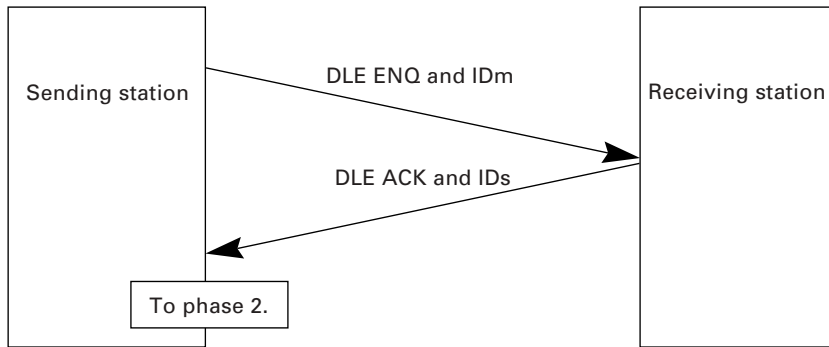 DLE ENQ and IDm
Sending station
Receiving station
DLE ACK and IDs
To phase 2.